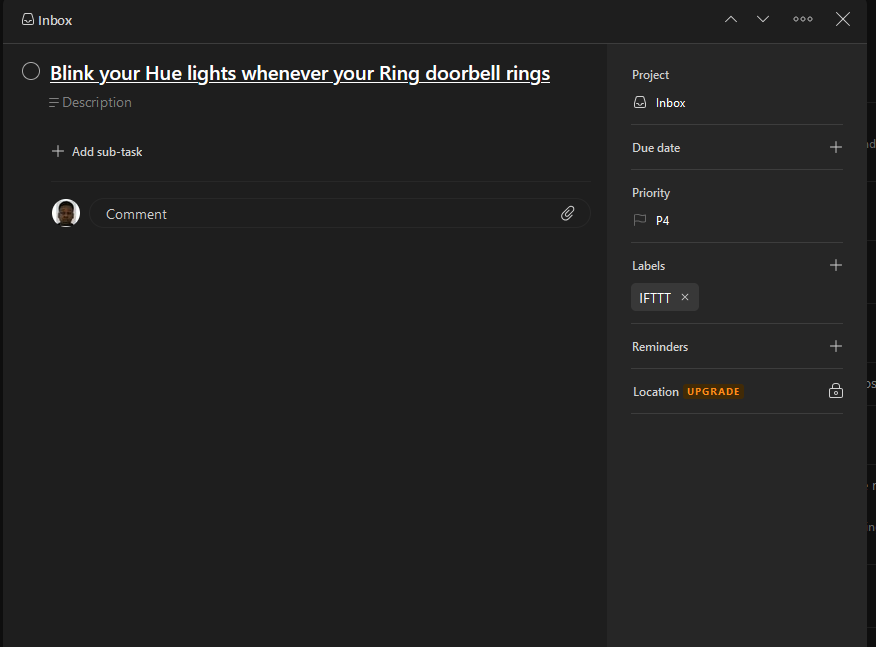 Inbox
Blink your Hue lights whenever your Ring doorbell rings
Description
Add sub-task
Comment
Project
Inbox
Due date
Priority
P4
Labels
IFTTT
Reminders
Location UPGRADE